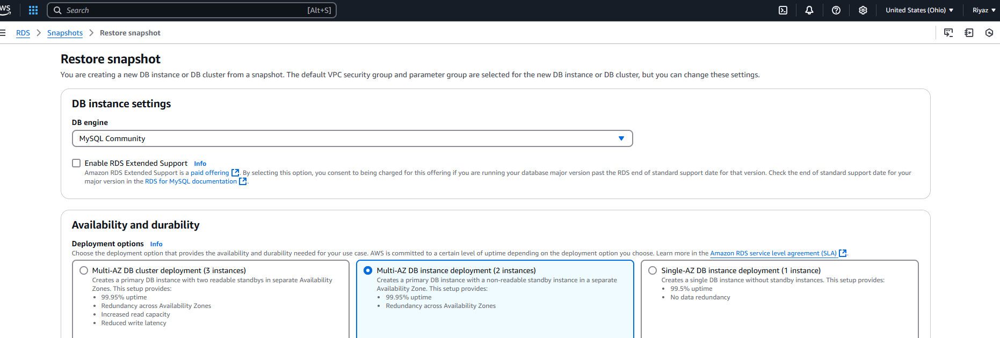 aws
Search [Alt+S]
United States (Ohio) Riyaz
RDS Snapshots Restore snapshot
Restore snapshot
You are creating a new DB instance or DB cluster from a snapshot. The default VPC security group and parameter group are selected for the new DB instance or DB cluster, but you can change these settings.
DB instance settings
DB engine
MySQL Community
Enable RDS Extended Support Info
Amazon RDS Extended Support is a paid offering. By selecting this option, you consent to being charged for this offering if you are running your database major version past the RDS end of standard support date for that version. Check the end of standard support date for your
major version in the RDS for MySQL documentation.
Availability and durability
Deployment options Info
Choose the deployment option that provides the availability and durability needed for your use case. AWS is committed to a certain level of uptime depending on the deployment option you choose. Learn more in the Amazon RDS service level agreement (SLA).
Multi-AZ DB cluster deployment (3 instances)
Creates a primary DB instance with two readable standbys in separate Availability
Zones. This setup provides:
• 99.95% uptime
• Redundancy across Availability Zones
• Increased read capacity
• Reduced write latency
Multi-AZ DB instance deployment (2 instances)
Creates a primary DB instance with a non-readable standby instance in a separate
Availability Zone. This setup provides:
• 99.95% uptime
• Redundancy across Availability Zones
Single-AZ DB instance deployment (1 instance)
Creates a single DB instance without standby instances. This setup provides:
• 99.5% uptime
• No data redundancy